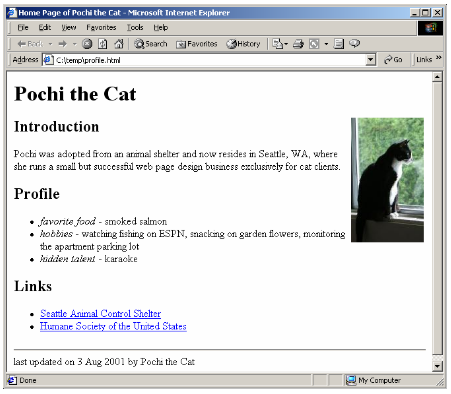 Home Page of Pochi the Cat - Microsoft Internet Explorer
File Edit View Favorites Tools Help
Back Search Favorites History
Address C:\temp\profile.html Go Links »
Pochi the Cat
Introduction
Pochi was adopted from an animal shelter and now resides in Seattle, WA, where
she runs a small but successful web page design business exclusively for cat clients.
Profile
• favorite food - smoked salmon
• hobbies - watching fishing on ESPN, snacking on garden flowers, monitoring
the apartment parking lot
• hidden talent - karaoke
Links
• Seattle Animal Control Shelter
• Humane Society of the United States
last updated on 3 Aug 2001 by Pochi the Cat
Done My Computer